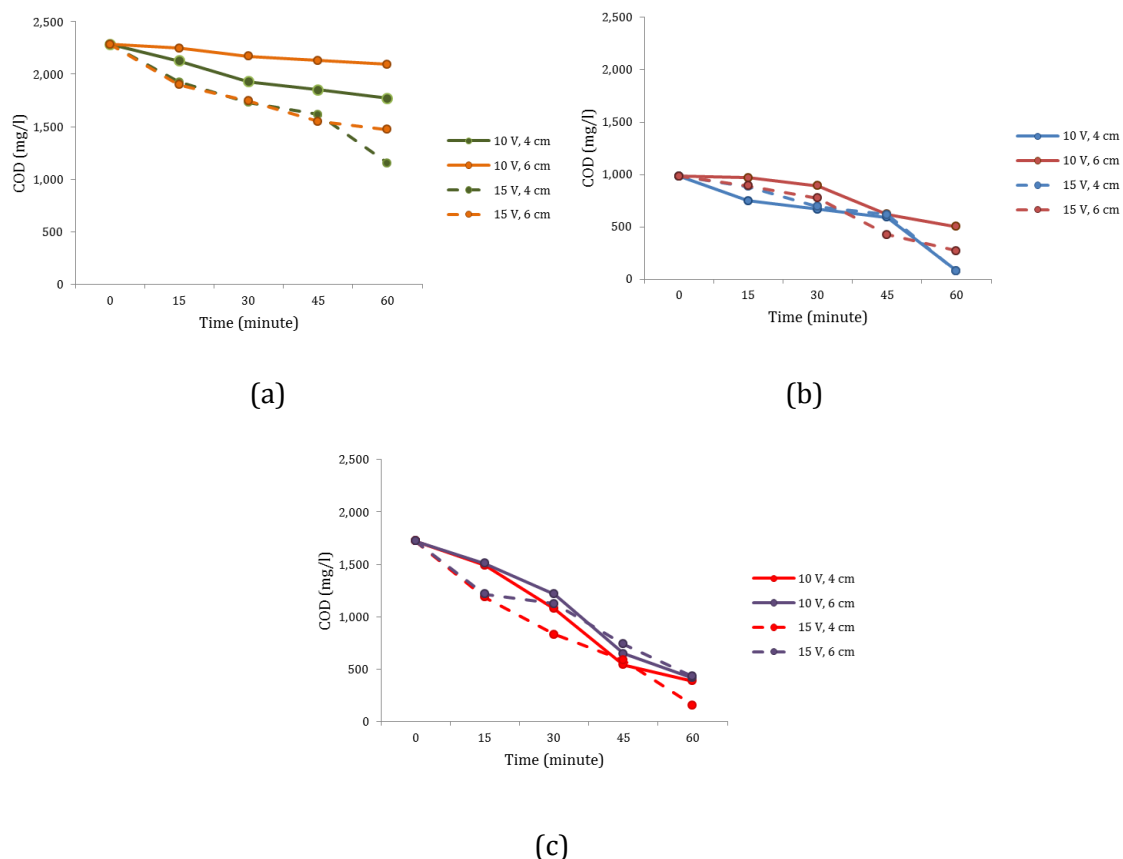 2,500
2,000
1,500
1,000
500
0
COD (mg/l)
0 15 30 45 60
Time (minute)
10 V, 4 cm
10 V, 6 cm
15 V, 4 cm
15 V, 6 cm
(a)
2,500
2,000
1,500
1,000
500
0
COD (mg/l)
0 15 30 45 60
Time (minute)
10 V, 4 cm
10 V, 6 cm
15 V, 4 cm
15 V, 6 cm
(b)
2,500
2,000
1,500
1,000
500
0
COD (mg/l)
0 15 30 45 60
Time (minute)
10 V, 4 cm
10 V, 6 cm
15 V, 4 cm
15 V, 6 cm
(c)